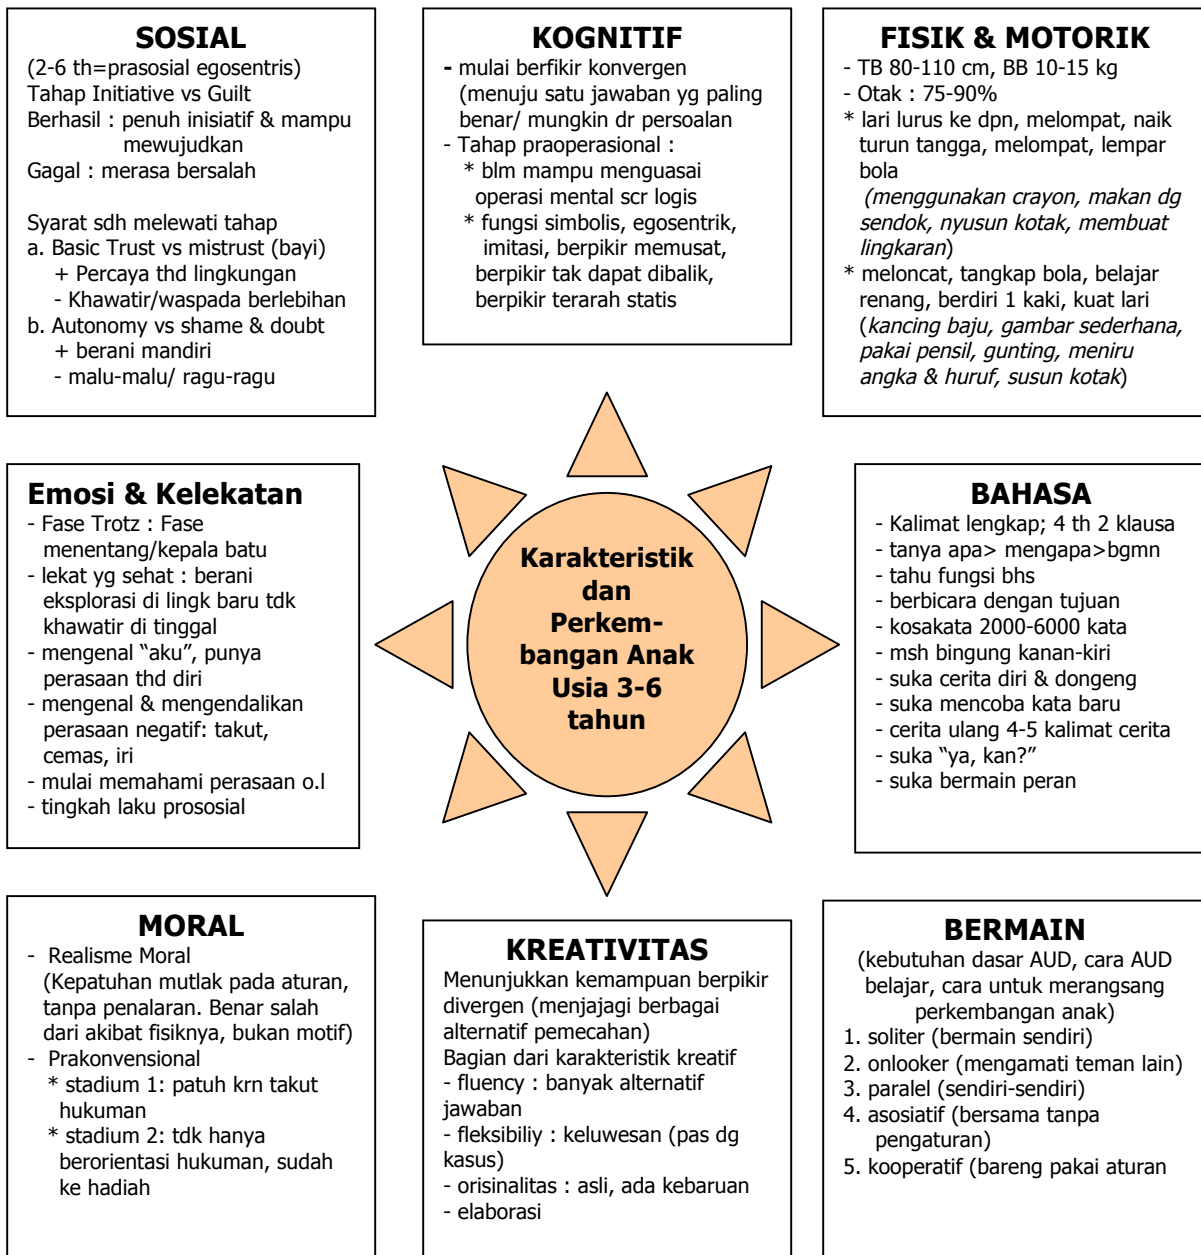 SOSIAL
(2-6 th=prasosial egosentris)
Tahap Initiative vs Guilt
Berhasil : penuh inisiatif & mampu
mewujudkan
Gagal : merasa bersalah
Syarat sdh melewati tahap
a. Basic Trust vs mistrust (bayi)
+ Percaya thd lingkungan
- Khawatir/waspada berlebihan
b. Autonomy vs shame & doubt
+ berani mandiri
- malu-malu/ ragu-ragu
KOGNITIF
- mulai berfikir konvergen
(menuju satu jawaban yg paling
benar/ mungkin dr persoalan
- Tahap praoperasional :
* blm mampu menguasai
operasi mental scr logis
* fungsi simbolis, egosentrik,
imitasi, berpikir memusat,
berpikir tak dapat dibalik,
berpikir terarah statis
FISIK & MOTORIK
- TB 80-110 cm, BB 10-15 kg
- Otak : 75-90%
* lari lurus ke dpn, melompat, naik
turun tangga, melompat, lempar
bola
(menggunakan crayon, makan dg
sendok, nyusun kotak, membuat
lingkaran)
* meloncat, tangkap bola, belajar
renang, berdiri 1 kaki, kuat lari
(kancing baju, gambar sederhana,
pakai pensil, gunting, meniru
angka & huruf, susun kotak)
Emosi & Kelekatan
- Fase Trotz : Fase
menentang/kepala batu
- lekat yg sehat : berani
eksplorasi di lingk baru tdk
khawatir di tinggal
- mengenal “aku”, punya
perasaan thd diri
- mengenal & mengendalikan
perasaan negatif: takut,
cemas, iri
- mulai memahami perasaan o.l
- tingkah laku prososial
Karakteristik
dan
Perkem-
bangan Anak
Usia 3-6
tahun
BAHASA
- Kalimat lengkap; 4 th 2 klausa
- tanya apa> mengapa>bgmn
- tahu fungsi bhs
- berbicara dengan tujuan
- kosakata 2000-6000 kata
- msh bingung kanan-kiri
- suka cerita diri & dongeng
- suka mencoba kata baru
- cerita ulang 4-5 kalimat cerita
- suka “ya, kan?”
- suka bermain peran
MORAL
- Realisme Moral
(Kepatuhan mutlak pada aturan,
tanpa penalaran. Benar salah
dari akibat fisiknya, bukan motif)
- Prakonvensional
* stadium 1: patuh krn takut
hukuman
* stadium 2: tdk hanya
berorientasi hukuman, sudah
ke hadiah
KREATIVITAS
Menunjukkan kemampuan berpikir
divergen (menjajagi berbagai
alternatif pemecahan)
Bagian dari karakteristik kreatif
- fluency : banyak alternatif
jawaban
- fleksibiliy : keluwesan (pas dg
kasus)
- orisinalitas : asli, ada kebaruan
- elaborasi
BERMAIN
(kebutuhan dasar AUD, cara AUD
belajar, cara untuk merangsang
perkembangan anak)
1. soliter (bermain sendiri)
2. onlooker (mengamati teman lain)
3. paralel (sendiri-sendiri)
4. asosiatif (bersama tanpa
pengaturan)
5. kooperatif (bareng pakai aturan